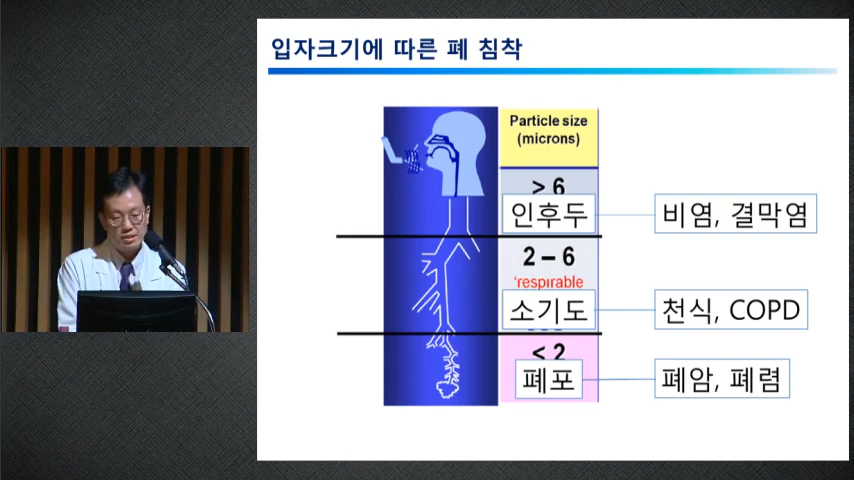 입자크기에 따른 폐 침착
Particle size
(microns)
> 6
인후두
비염, 결막염
2 – 6
'respirable
소기도
천식, COPD
< 2
폐포
폐암, 폐렴